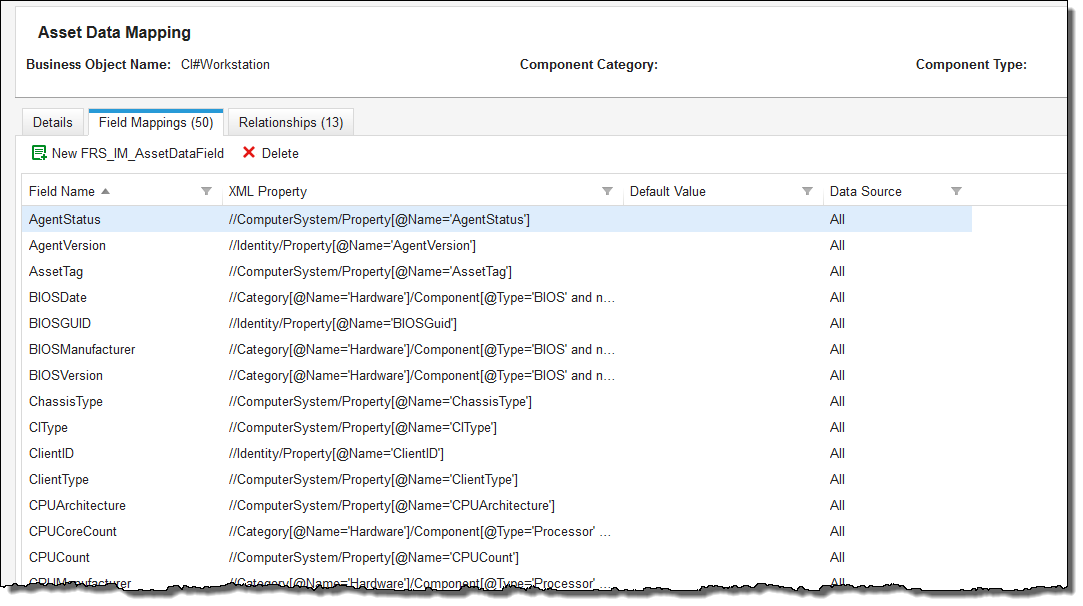 Asset Data Mapping
Business Object Name: CI#Workstation Component Category: Component Type:
Details Field Mappings (50) Relationships (13)
New FRS_IM_AssetDataField Delete
Field Name XML Property Default Value Data Source
AgentStatus //ComputerSystem/Property[@Name='AgentStatus'] All
AgentVersion //Identity/Property[@Name='AgentVersion'] All
AssetTag //ComputerSystem/Property[@Name='AssetTag'] All
BIOSDate //Category[@Name='Hardware']/Component[@Type='BIOS' and n... All
BIOSGUID //Identity/Property[@Name='BIOSGuid'] All
BIOSManufacturer //Category[@Name='Hardware']/Component[@Type='BIOS' and n... All
BIOSVersion //Category[@Name='Hardware']/Component[@Type='BIOS' and n... All
ChassisType //ComputerSystem/Property[@Name='ChassisType'] All
CIType //ComputerSystem/Property[@Name='CIType'] All
ClientID //Identity/Property[@Name='ClientID'] All
ClientType //ComputerSystem/Property[@Name='ClientType'] All
CPUArchitecture //ComputerSystem/Property[@Name='CPUArchitecture'] All
CPUCoreCount //Category[@Name='Hardware']/Component[@Type='Processor' ... All
CPUCount //ComputerSystem/Property[@Name='CPUCount'] All
CPUManufacturer //Category[@Name='Hardware']/Component[@Type='Processor' ... All